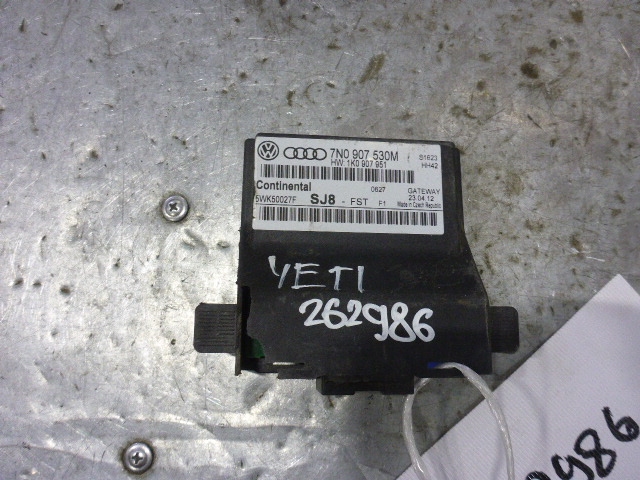 7N0 907 530M
HW: 1K0 907 951
S1623
HH42
Continental
0627
GATEWAY
5WK50027F
SJ8 - FST F1
23.04.12
Made in Czech Republic
YETI
262986
986